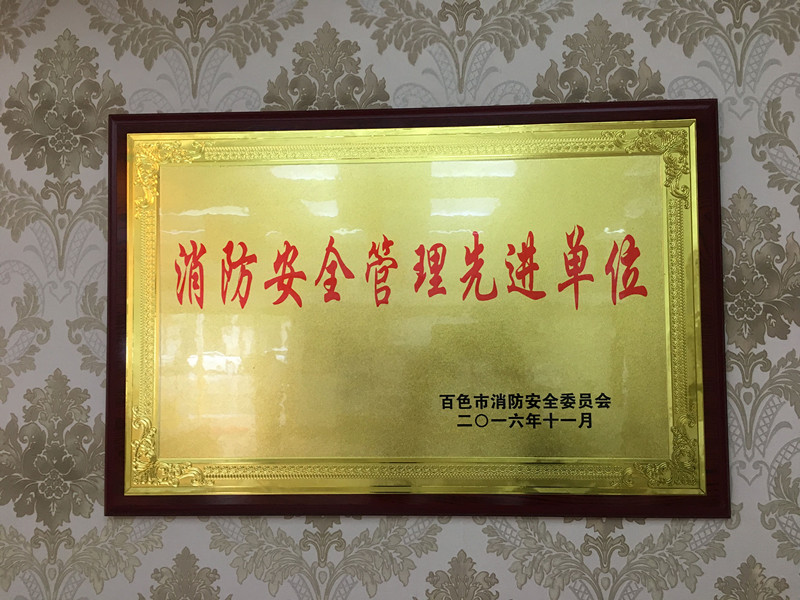 消防安全管理先进单位
百色市消防安全委员会
二〇一六年十一月